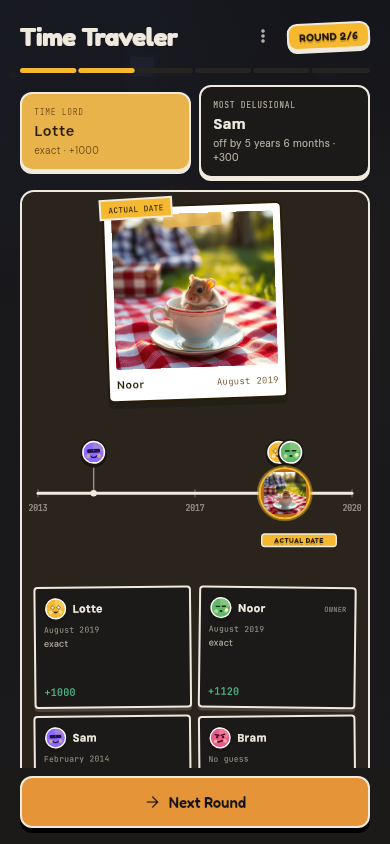 Time Traveler
ROUND 2/6
TIME LORD
Lotte
exact · +1000
MOST DELUSIONAL
Sam
off by 5 years 6 months ·
+300
ACTUAL DATE
Noor
August 2019
2013
2017
2020
ACTUAL DATE
Lotte
August 2019
exact
+1000
Noor
OWNER
August 2019
exact
+1120
Sam
February 2014
Bram
No guess
Next Round